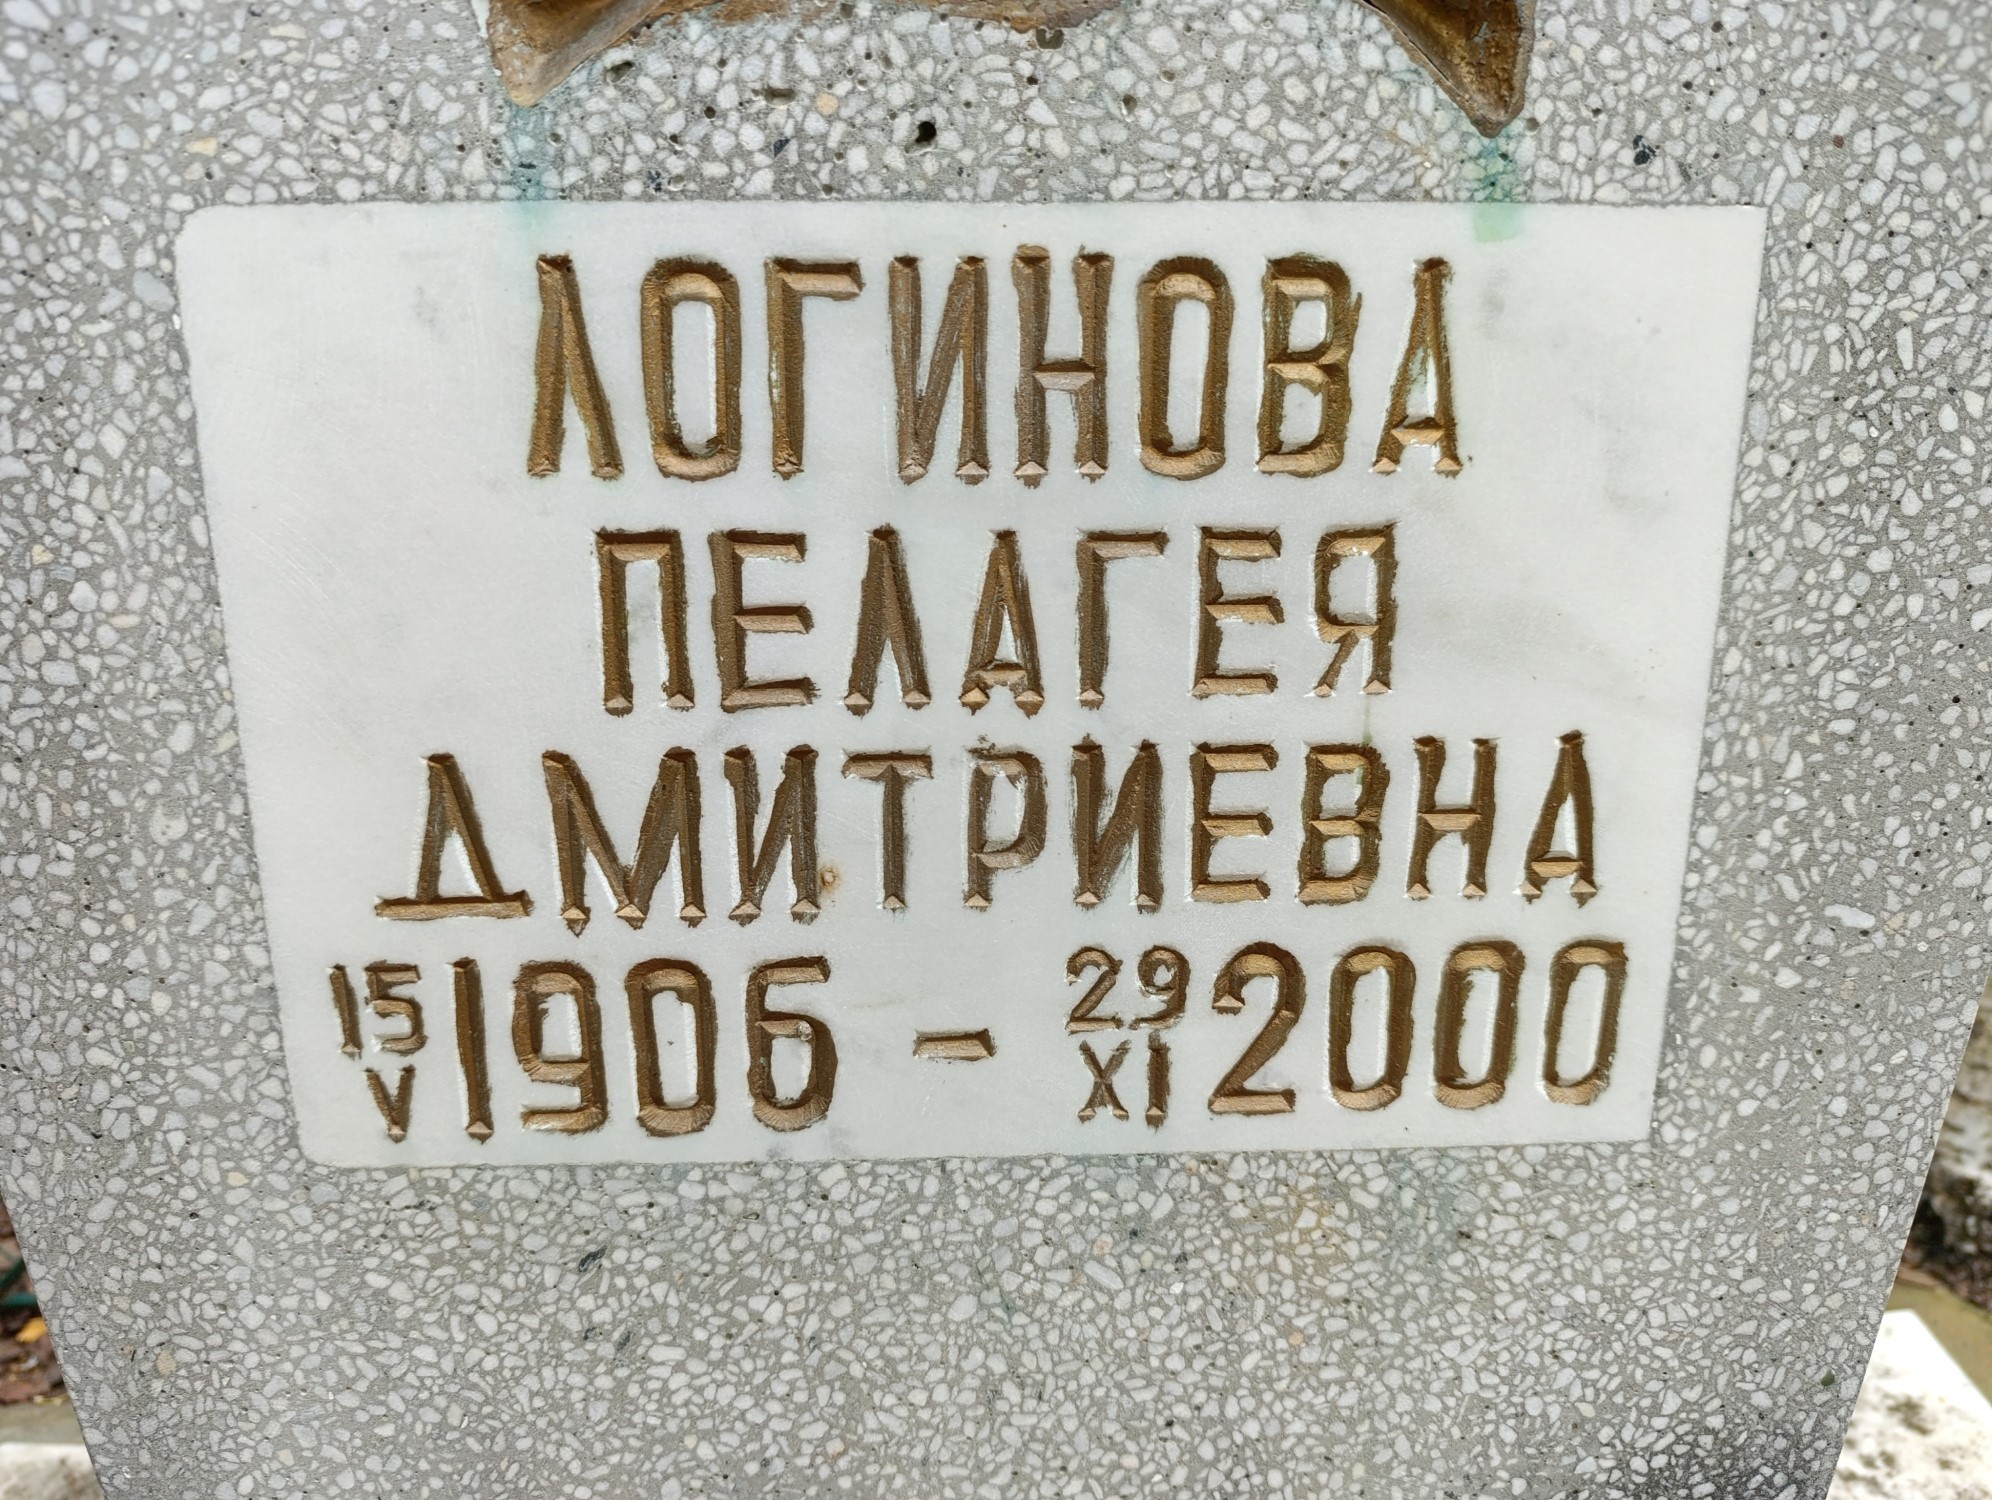 ЛОГИНОВА
ПЕЛАГЕЯ
ДМИТРИЕВНА
15/V 1906 - 29/XI 2000